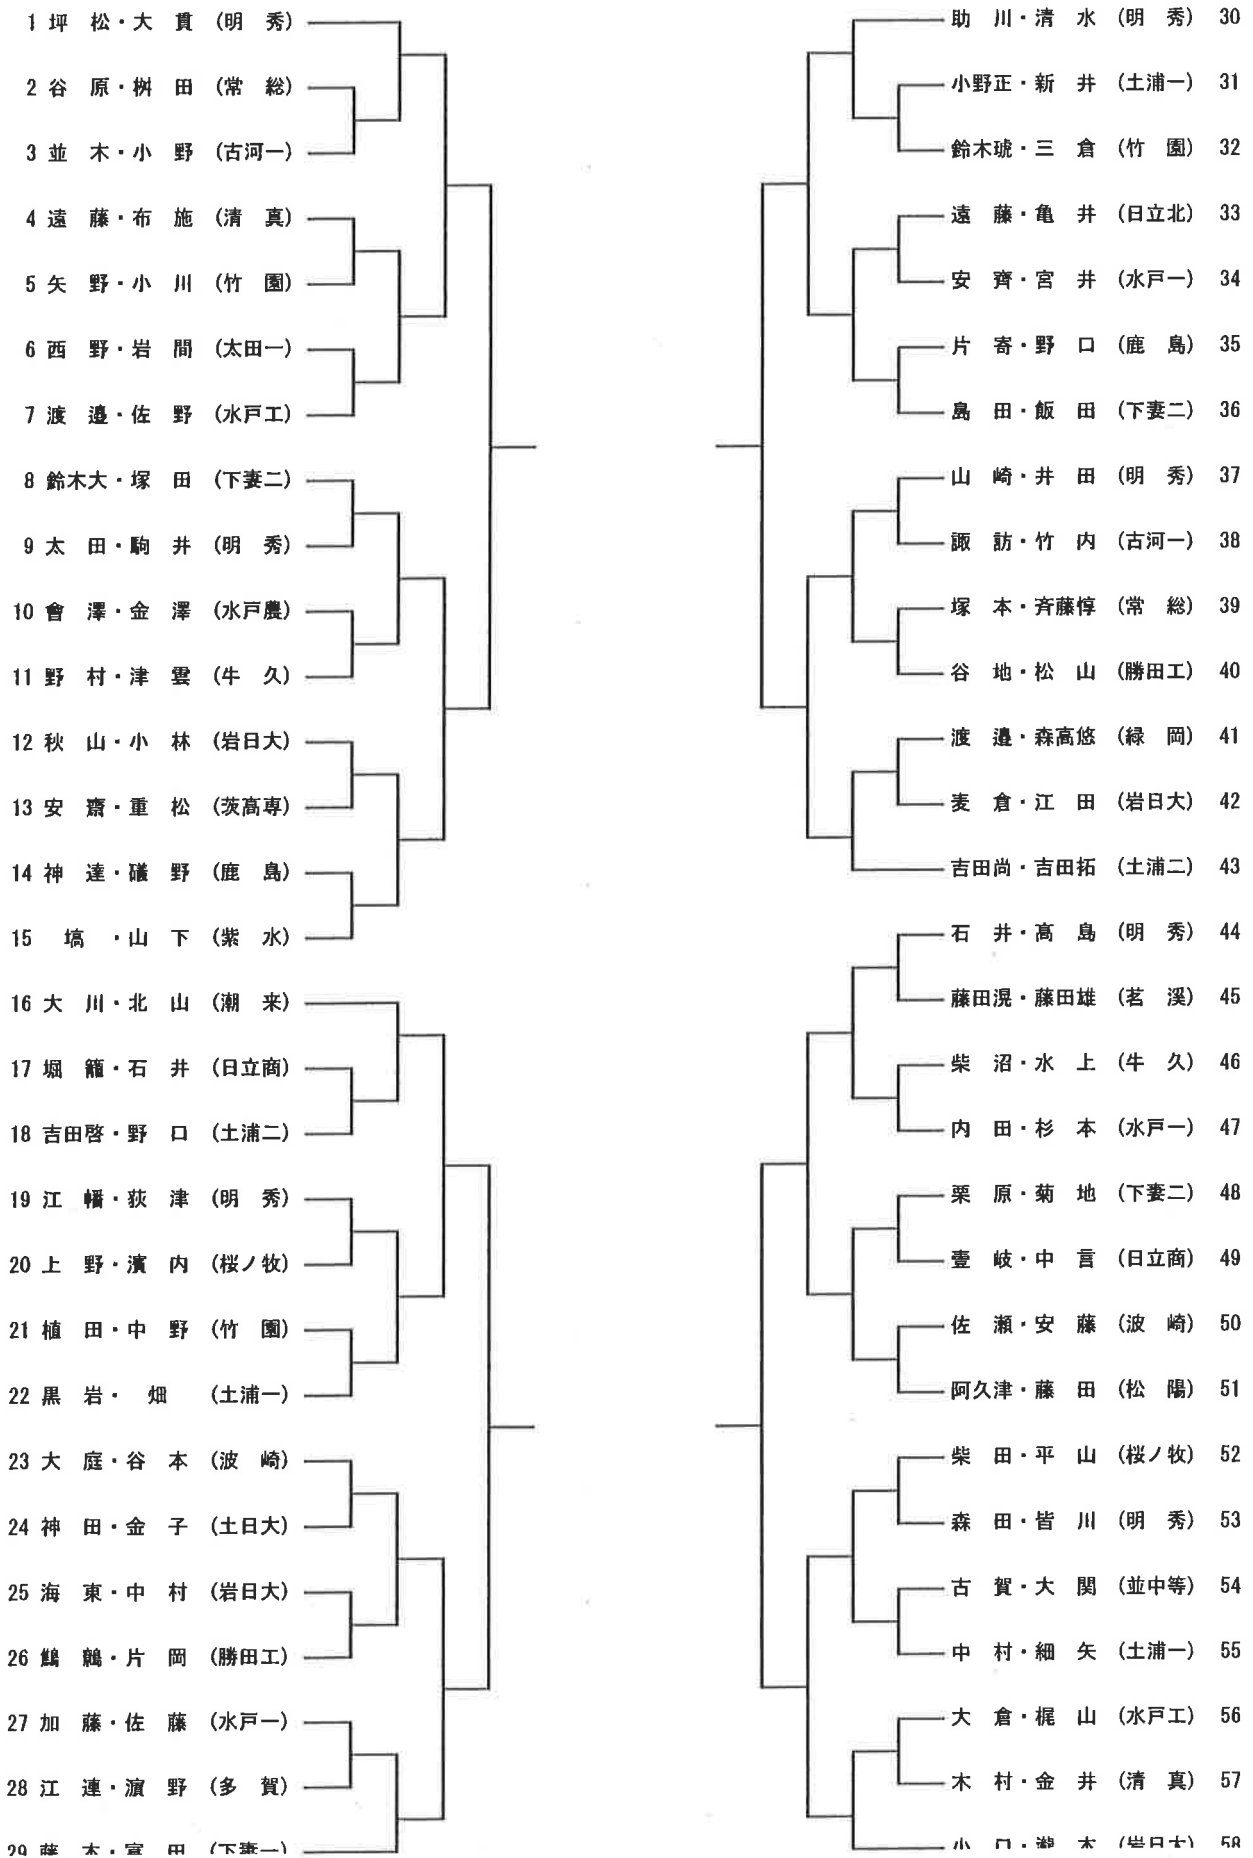 1 坪 松・大 貫 (明 秀)
2 谷 原・桝 田 (常 総)
3 並 木・小 野 (古河一)
4 遠 藤・布 施 (清 真)
5 矢 野・小 川 (竹 園)
6 西 野・岩 間 (太田一)
7 渡 邉・佐 野 (水戸工)
8 鈴木大・塚 田 (下妻二)
9 太 田・駒 井 (明 秀)
10 會 澤・金 澤 (水戸農)
11 野 村・津 雲 (牛 久)
12 秋 山・小 林 (岩日大)
13 安 齋・重 松 (茨高専)
14 神 達・礒 野 (鹿 島)
15 塙 ・山 下 (紫 水)
16 大 川・北 山 (潮 来)
17 堀 籠・石 井 (日立商)
18 吉田啓・野 口 (土浦二)
19 江 幡・荻 津 (明 秀)
20 上 野・濱 内 (桜ノ牧)
21 植 田・中 野 (竹 園)
22 黒 岩・ 畑 (土浦一)
23 大 庭・谷 本 (波 崎)
24 神 田・金 子 (土日大)
25 海 東・中 村 (岩日大)
26 ・片 岡 (勝田工)
27 加 藤・佐 藤 (水戸一)
28 江 連・濵 野 (多 賀)
29 藤 本・富 田 (下妻一)
助 川・清 水 (明 秀) 30
小野正・新 井 (土浦一) 31
鈴木琥・三 倉 (竹 園) 32
遠 藤・亀 井 (日立北) 33
安 齊・宮 井 (水戸一) 34
片 寄・野 口 (鹿 島) 35
島 田・飯 田 (下妻二) 36
山 崎・井 田 (明 秀) 37
諏 訪・竹 内 (古河一) 38
塚 本・斉藤惇 (常 総) 39
谷 地・松 山 (勝田工) 40
渡 邉・森高悠 (緑 岡) 41
麦 倉・江 田 (岩日大) 42
吉田尚・吉田拓 (土浦二) 43
石 井・髙 島 (明 秀) 44
藤田滉・藤田雄 (茗 溪) 45
柴 沼・水 上 (牛 久) 46
内 田・杉 本 (水戸一) 47
栗 原・菊 地 (下妻二) 48
壹 岐・中 言 (日立商) 49
佐 瀬・安 藤 (波 崎) 50
阿久津・藤 田 (松 陽) 51
柴 田・平 山 (桜ノ牧) 52
森 田・皆 川 (明 秀) 53
古 賀・大 関 (並中等) 54
中 村・細 矢 (土浦一) 55
大 倉・梶 山 (水戸工) 56
木 村・金 井 (清 真) 57
小 口・瀧 本 (岩日大) 58